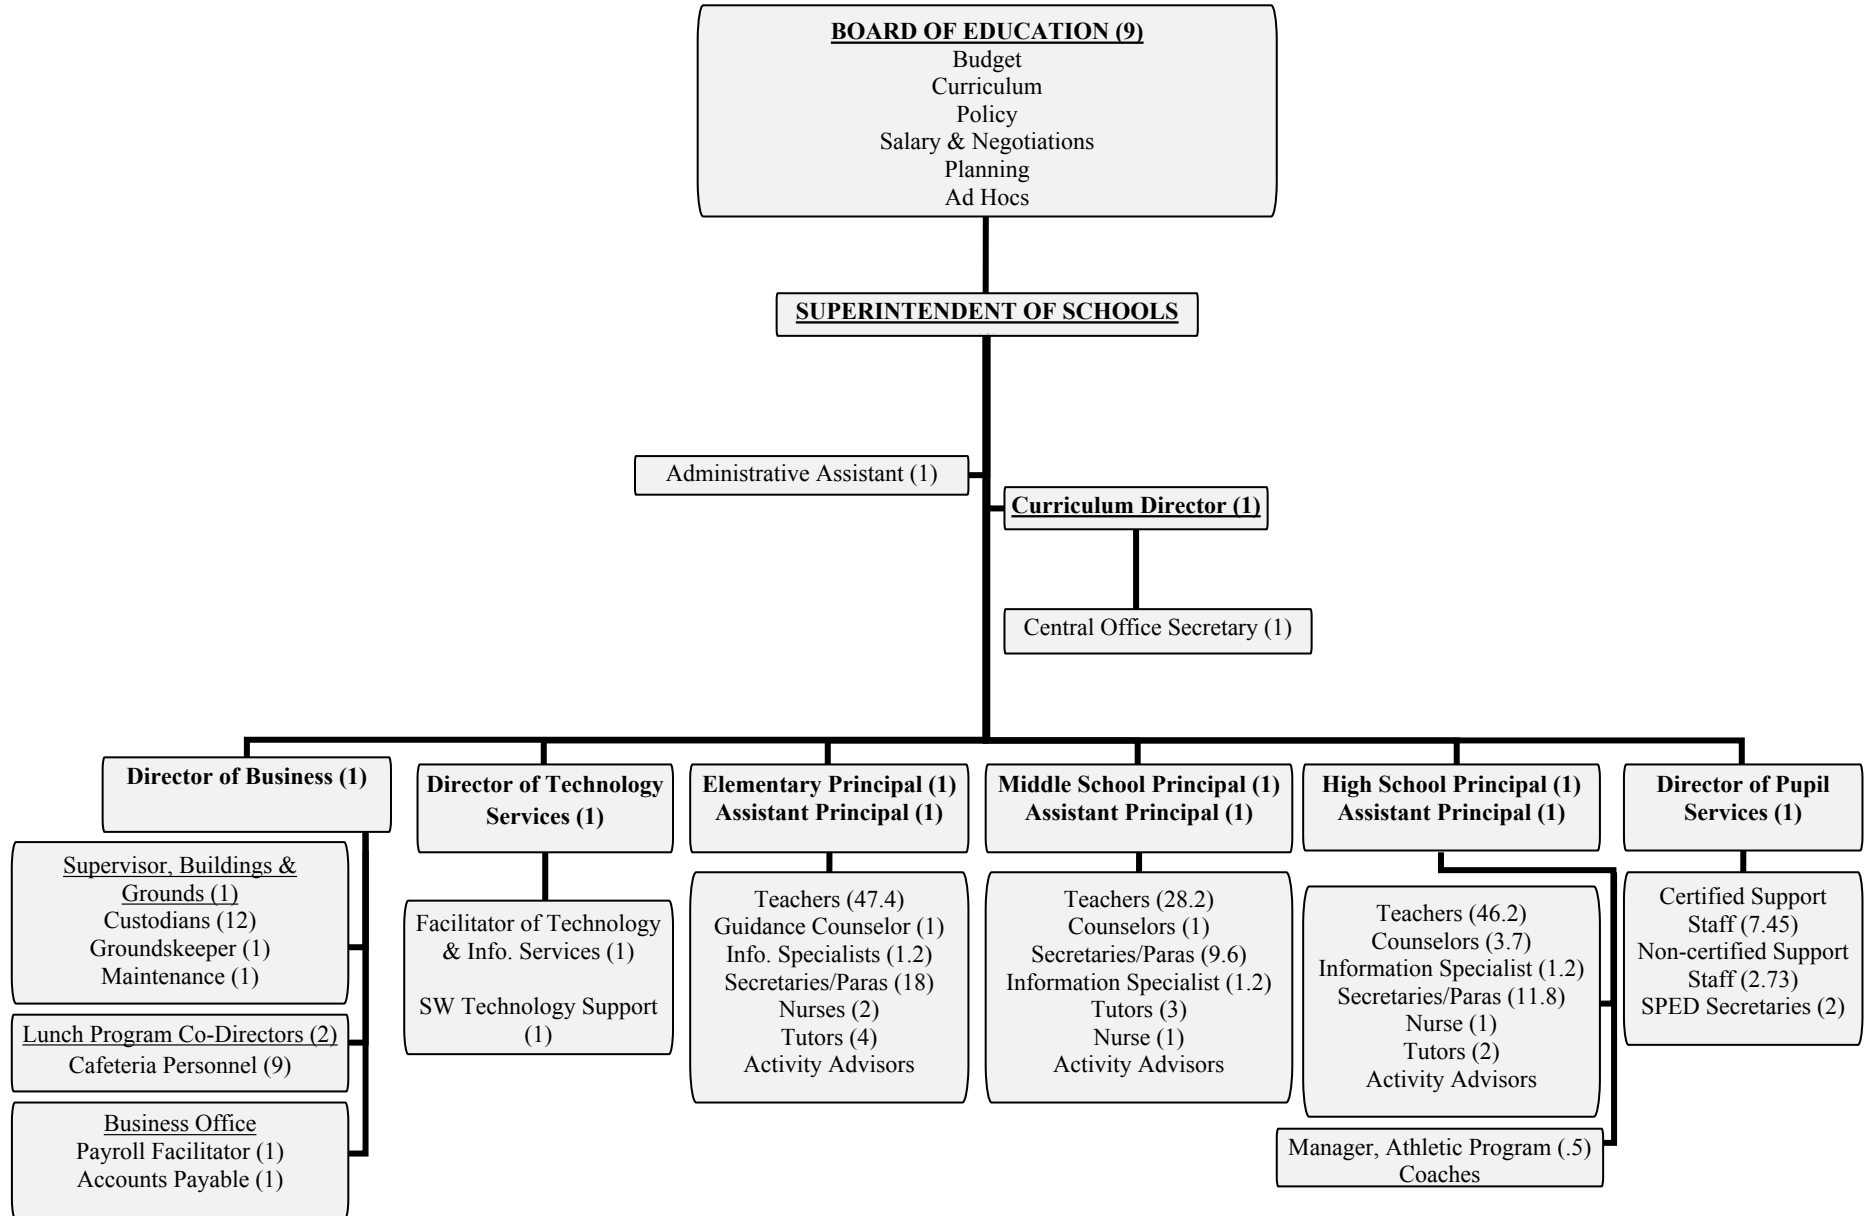 BOARD OF EDUCATION (9)
Budget
Curriculum
Policy
Salary & Negotiations
Planning
Ad Hocs
SUPERINTENDENT OF SCHOOLS
Administrative Assistant (1)
Curriculum Director (1)
Central Office Secretary (1)
Director of Business (1)
Supervisor, Buildings &
Grounds (1)
Custodians (12)
Groundskeeper (1)
Maintenance (1)
Lunch Program Co-Directors (2)
Cafeteria Personnel (9)
Business Office
Payroll Facilitator (1)
Accounts Payable (1)
Director of Technology
Services (1)
Facilitator of Technology
& Info. Services (1)
SW Technology Support
(1)
Elementary Principal (1)
Assistant Principal (1)
Teachers (47.4)
Guidance Counselor (1)
Info. Specialists (1.2)
Secretaries/Paras (18)
Nurses (2)
Tutors (4)
Activity Advisors
Middle School Principal (1)
Assistant Principal (1)
Teachers (28.2)
Counselors (1)
Secretaries/Paras (9.6)
Information Specialist (1.2)
Tutors (3)
Nurse (1)
Activity Advisors
High School Principal (1)
Assistant Principal (1)
Teachers (46.2)
Counselors (3.7)
Information Specialist (1.2)
Secretaries/Paras (11.8)
Nurse (1)
Tutors (2)
Activity Advisors
Manager, Athletic Program (.5)
Coaches
Director of Pupil
Services (1)
Certified Support
Staff (7.45)
Non-certified Support
Staff (2.73)
SPED Secretaries (2)